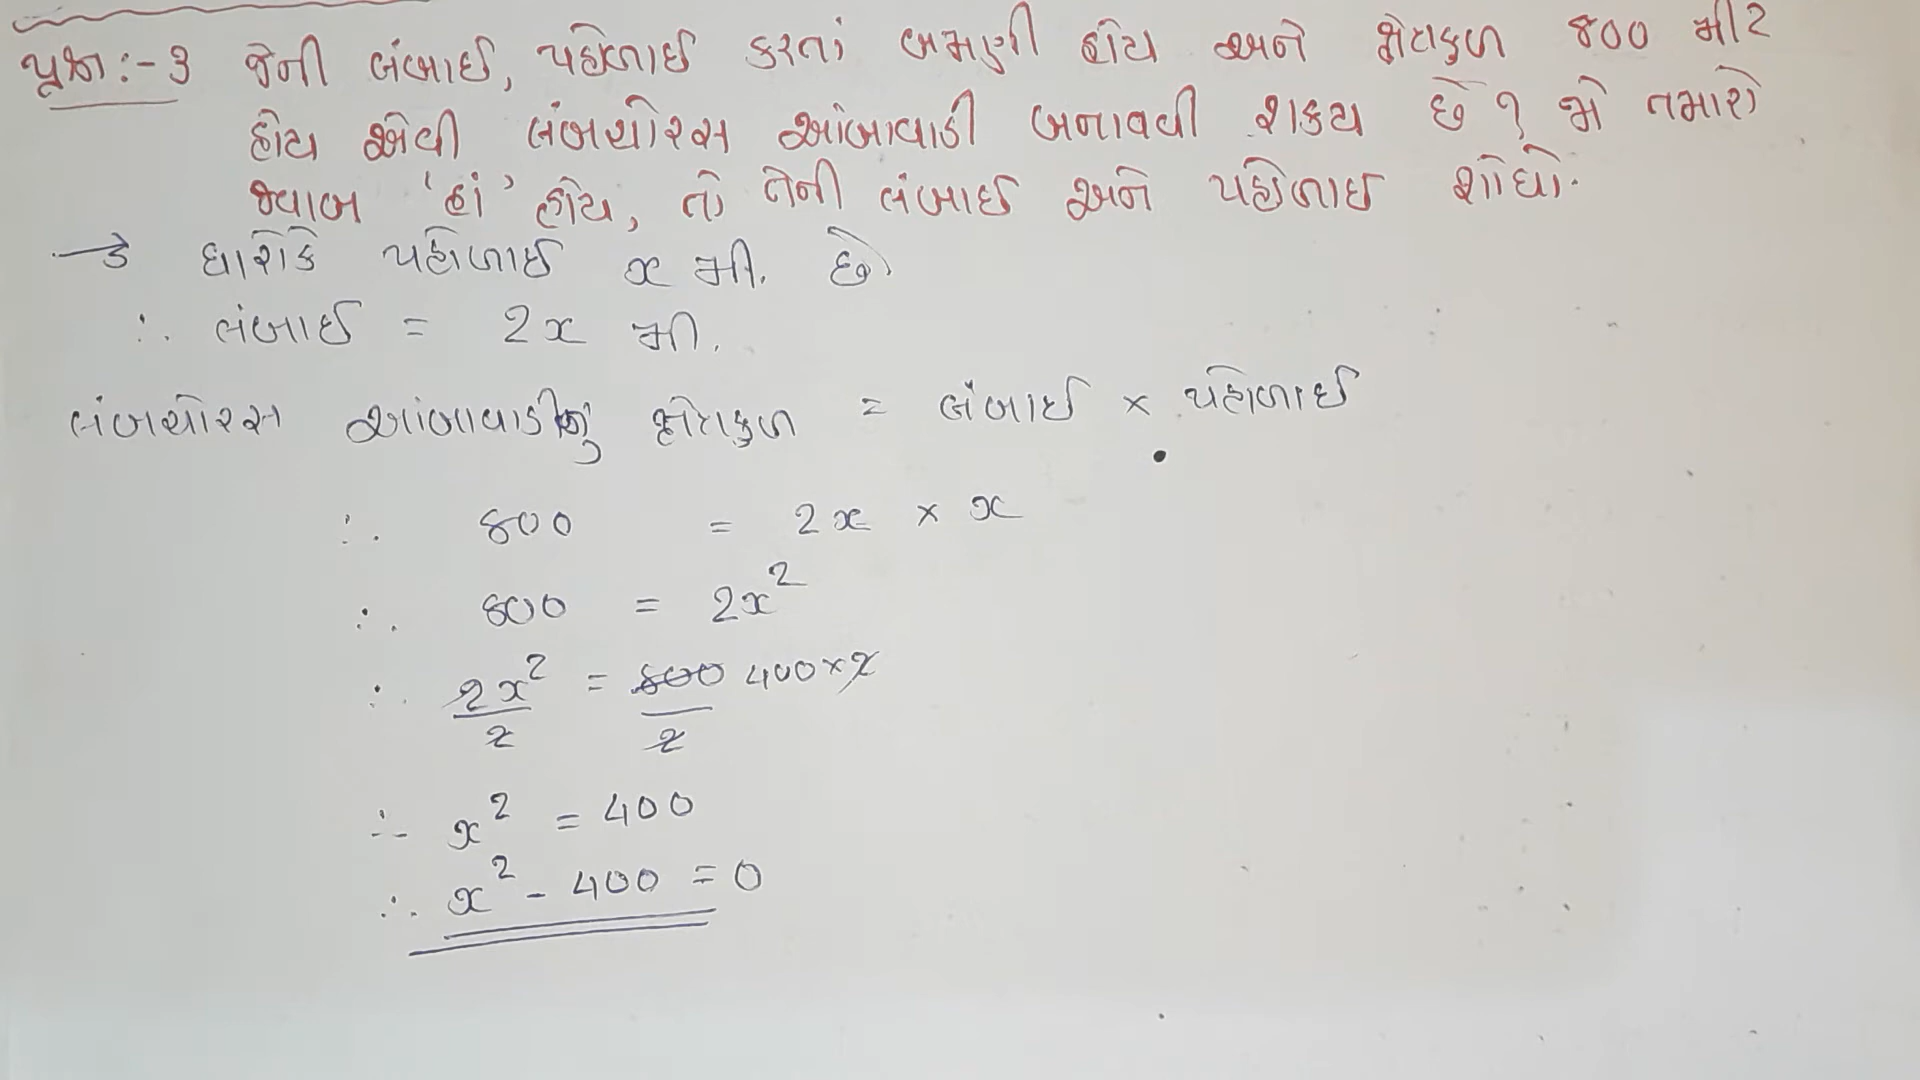 પ્રશ્ન :- 3 જેની લંબાઈ, પહોળાઈ કરતાં બમણી હોય અને ક્ષેત્રફળ 800 મીટર
હોય એવી લંબચોરસ આંબાવાડી બનાવવી શક્ય છે ? જો તમારો
જવાબ 'હાં' હોય, તો તેની લંબાઈ અને પહોળાઈ શોધો.
→ ધારોકે પહોળાઈ x મી. છે
∴ લંબાઈ = 2x મી.
લંબચોરસ આંબાવાડીનું ક્ષેત્રફળ = લંબાઈ × પહોળાઈ
∴ 800 = 2x × x
∴ 800 = 2x²
∴ 2x²/2 = 800/2 400×2
∴ x² = 400
∴ x² - 400 = 0